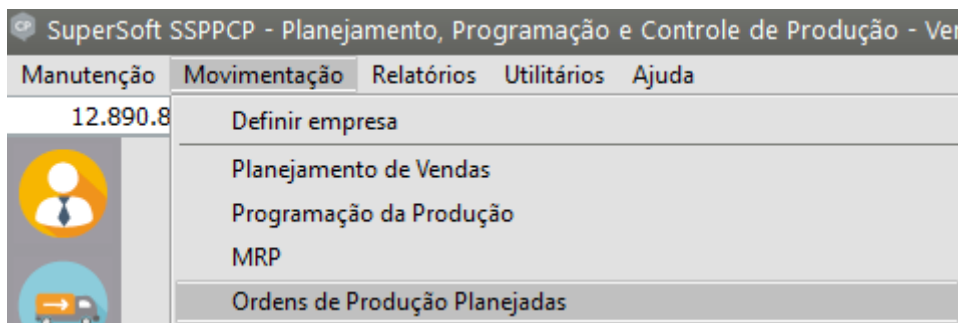 SuperSoft SSPPCP - Planejamento, Programação e Controle de Produção - Ver
Manutenção Movimentação Relatórios Utilitários Ajuda
12.890.8
Definir empresa
Planejamento de Vendas
Programação da Produção
MRP
Ordens de Produção Planejadas